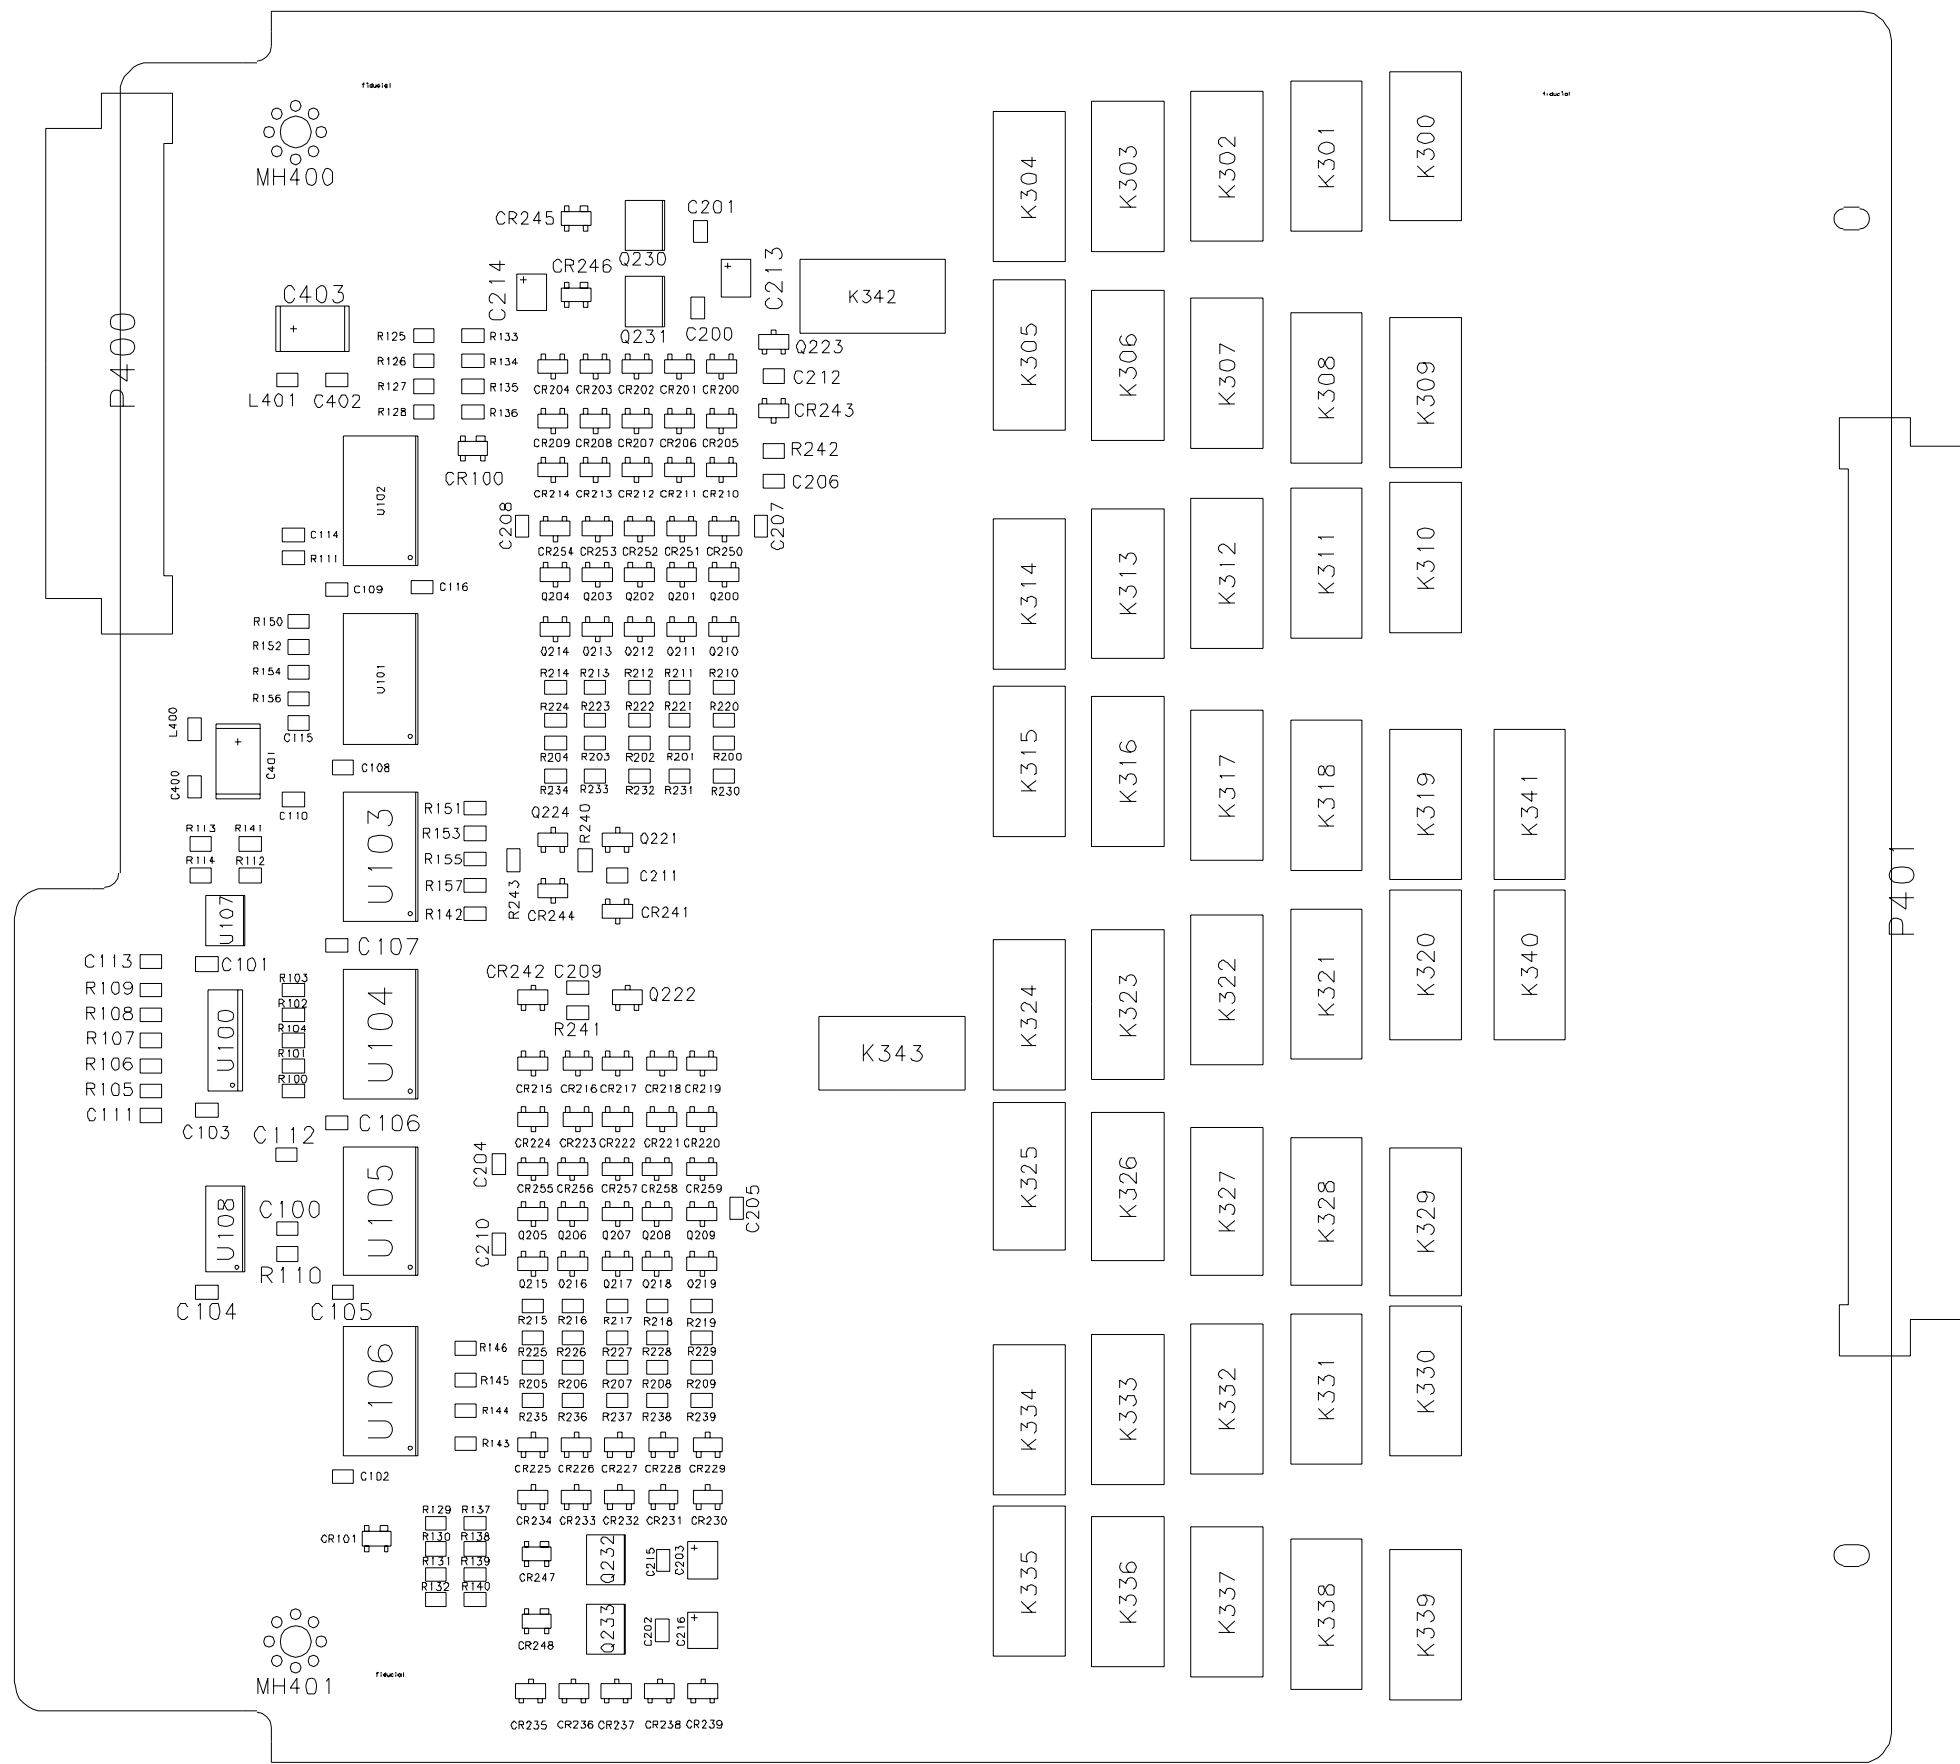 fiducial
fiducial
MH400
K304
K303
K302
K301
K300
CR245
C201
Q230
C214
CR246
C213
K342
C403
Q231
C200
Q223
P400
R125
R133
R126
R134
R127
R135
R128
R136
L401
C402
CR204 CR203 CR202 CR201 CR200
C212
CR243
K305
K306
K307
K308
K309
CR209 CR208 CR207 CR206 CR205
R242
CR100
C206
CR214 CR213 CR212 CR211 CR210
U102
C208
C207
C114
R111
CR254 CR253 CR252 CR251 CR250
C109
C116
Q204 Q203 Q202 Q201 Q200
K314
K313
K312
K311
K310
R150
R152
R154
R156
U101
Q214 Q213 Q212 Q211 Q210
R214 R213 R212 R211 R210
R224 R223 R222 R221 R220
L400
C115
C401
C108
C400
C110
R204 R203 R202 R201 R200
R234 R233 R232 R231 R230
K315
K316
K317
K318
K319
K341
R151
Q224
R240
R113 R141
U103
R153
Q221
R114 R112
R155
C211
R157
R243
U107
R142
CR244
CR241
P401
C107
C113
C101
CR242 C209
R103
R109
Q222
R102
R108
U100
U104
R241
R104
R107
R101
R106
R100
R105
C111
C103
C106
C112
K343
K324
K323
K322
K321
K320
K340
CR215 CR216 CR217 CR218 CR219
CR224 CR223 CR222 CR221 CR220
C204
U105
CR255 CR256 CR257 CR258 CR259
U108
C100
C205
C210
Q205 Q206 Q207 Q208 Q209
R110
Q215 Q216 Q217 Q218 Q219
C104
C105
K325
K326
K327
K328
K329
R215 R216 R217 R218 R219
R146
R225 R226 R227 R228 R229
U106
R145
R205 R206 R207 R208 R209
R144
R235 R236 R237 R238 R239
R143
CR225 CR226 CR227 CR228 CR229
C102
K334
K333
K332
K331
K330
R129 R137
CR234 CR233 CR232 CR231 CR230
CR101
R130 R138
R131 R139
R132 R140
Q232
C215
C203
CR247
Q233
C202
C216
CR248
K335
K336
K337
K338
K339
fiducial
MH401
CR235 CR236 CR237 CR238 CR239